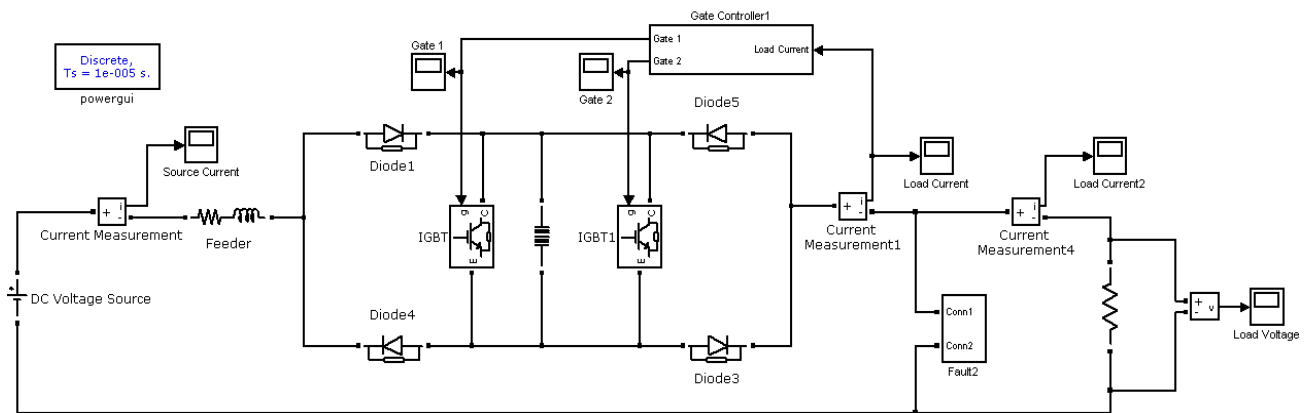 Gate Controller1
Gate 1
Gate 2
Load Current
Gate 1
Gate 2
Discrete,
Ts = 1e-005 s.
powergui
Diode5
Diode1
Source Current
Load Current
Load Current2
+
-
i
Current Measurement
Feeder
g
C
E
IGBT
g
C
E
IGBT1
+
-
i
Current
Measurement1
+
-
i
Current
Measurement4
+
DC Voltage Source
Diode4
Diode3
Conn1
Conn2
Fault2
+
-
v
Load Voltage